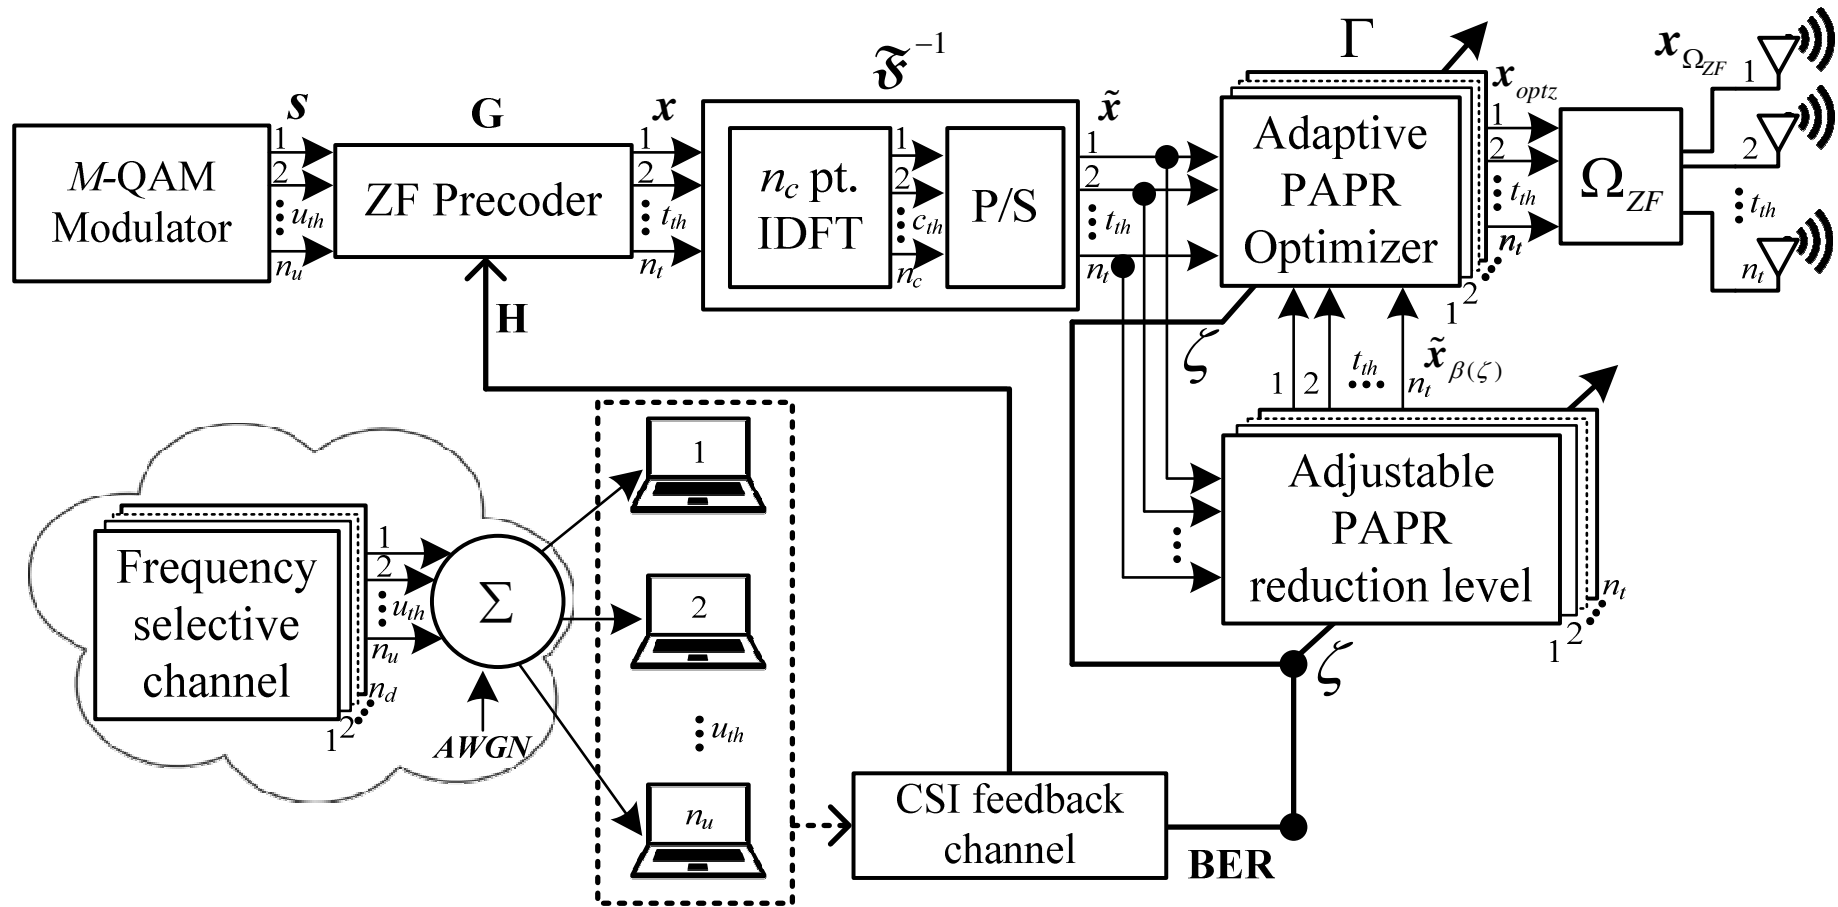 s
1
2
u_th
n_u
M-QAM
Modulator
G
ZF Precoder
x
1
2
t_th
n_t
𝕱^−1
n_c pt.
IDFT
1
2
c_th
n_c
P/S
x̃
1
2
t_th
n_t
Γ
Adaptive
PAPR
Optimizer
1
2
n_t
x_optz
1
2
t_th
Ω_ZF
x_Ω_ZF
1
2
t_th
n_t
H
ζ
1
2
t_th
n_t
x̃_β(ζ)
Adjustable
PAPR
reduction level
1
2
n_t
ζ
Frequency
selective
channel
1
2
n_d
1
2
u_th
n_u
Σ
AWGN
1
2
u_th
n_u
CSI feedback
channel
BER